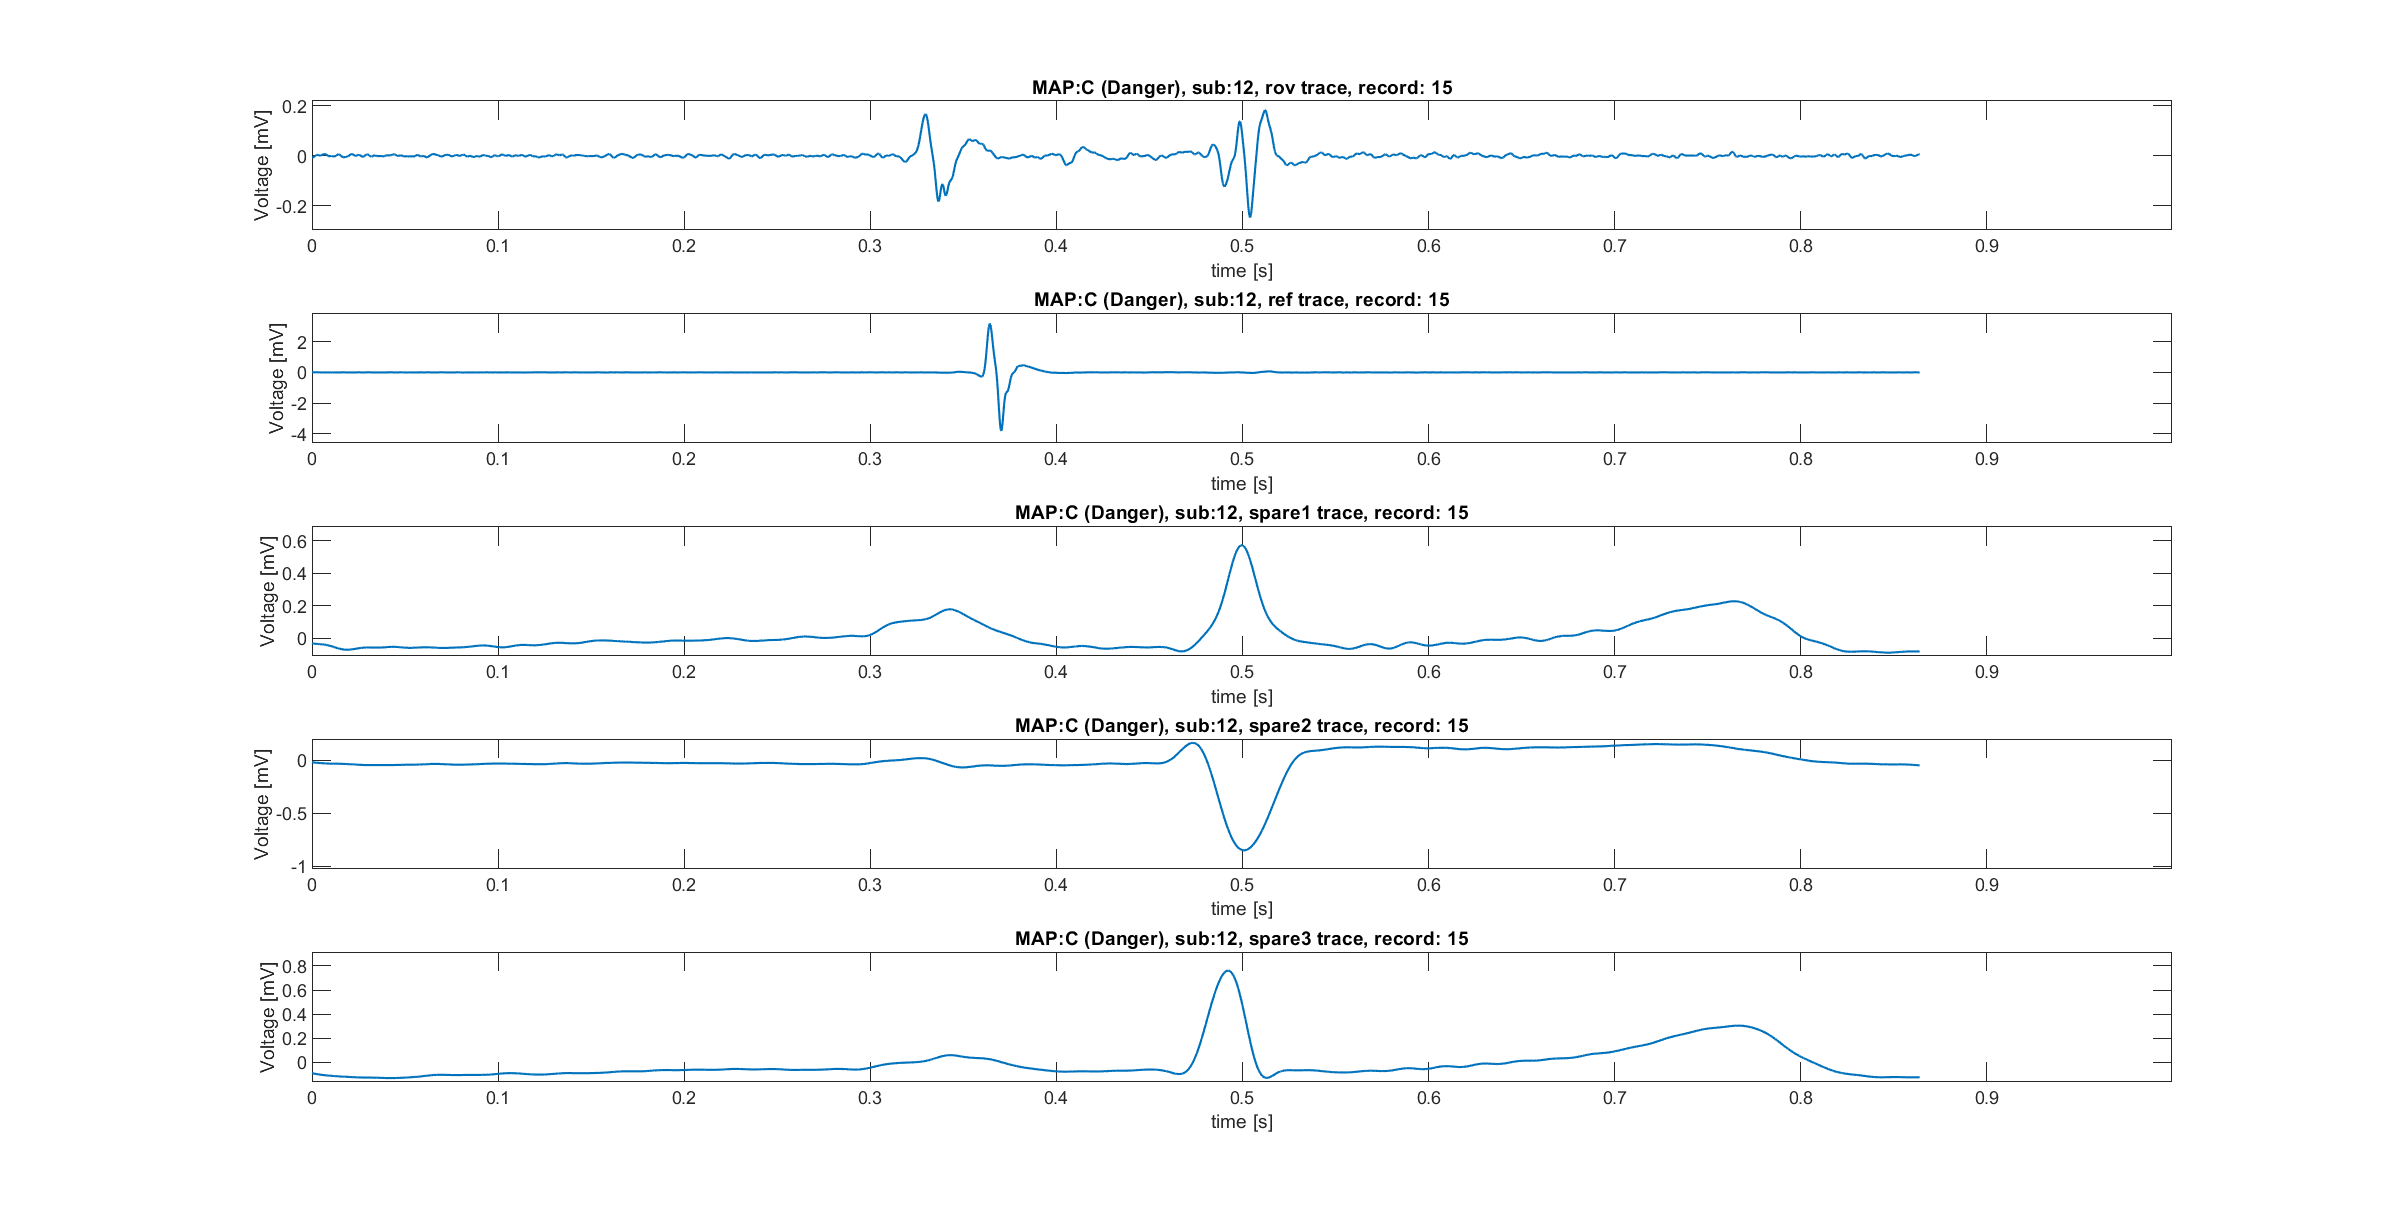 MAP:C (Danger), sub:12, rov trace, record: 15
Voltage [mV]
0.2
0
-0.2
0 0.1 0.2 0.3 0.4 0.5 0.6 0.7 0.8 0.9
time [s]
MAP:C (Danger), sub:12, ref trace, record: 15
Voltage [mV]
2
0
-2
-4
0 0.1 0.2 0.3 0.4 0.5 0.6 0.7 0.8 0.9
time [s]
MAP:C (Danger), sub:12, spare1 trace, record: 15
Voltage [mV]
0.6
0.4
0.2
0
0 0.1 0.2 0.3 0.4 0.5 0.6 0.7 0.8 0.9
time [s]
MAP:C (Danger), sub:12, spare2 trace, record: 15
Voltage [mV]
0
-0.5
-1
0 0.1 0.2 0.3 0.4 0.5 0.6 0.7 0.8 0.9
time [s]
MAP:C (Danger), sub:12, spare3 trace, record: 15
Voltage [mV]
0.8
0.6
0.4
0.2
0
0 0.1 0.2 0.3 0.4 0.5 0.6 0.7 0.8 0.9
time [s]